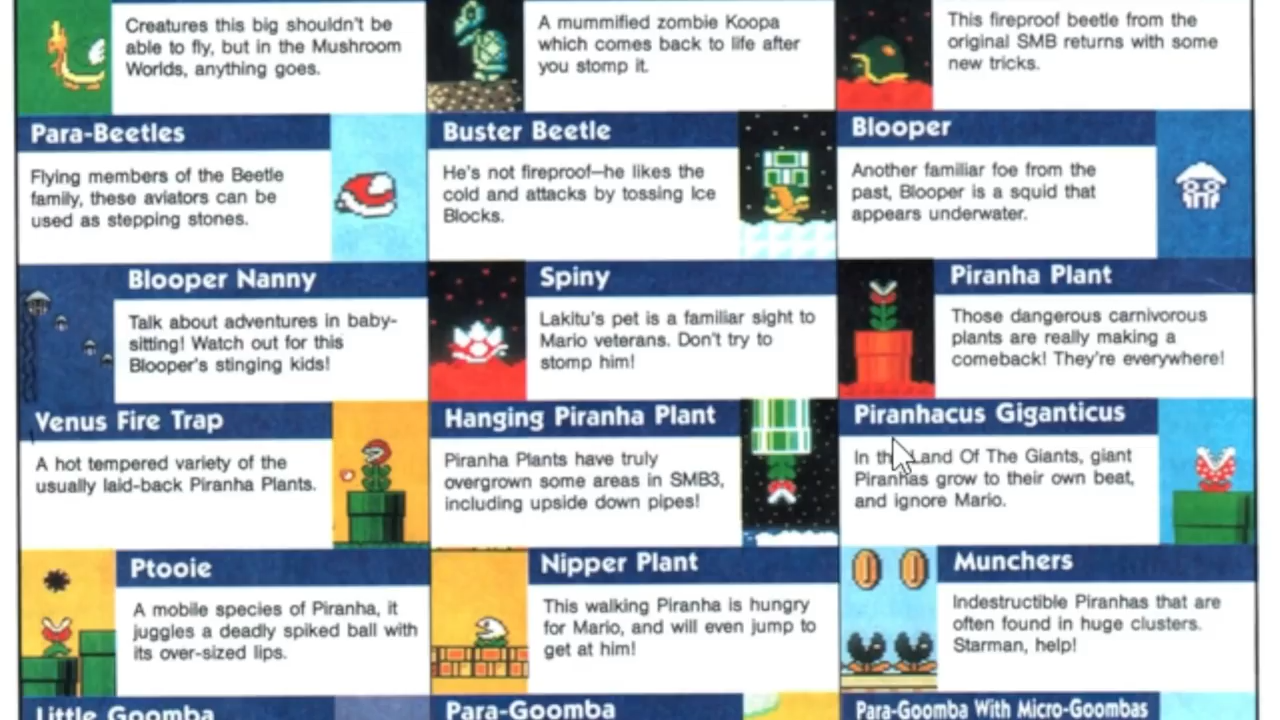 Creatures this big shouldn't be
able to fly, but in the Mushroom
Worlds, anything goes.
A mummified zombie Koopa
which comes back to life after
you stomp it.
This fireproof beetle from the
original SMB returns with some
new tricks.
Para-Beetles
Flying members of the Beetle
family, these aviators can be
used as stepping stones.
Buster Beetle
He's not fireproof—he likes the
cold and attacks by tossing Ice
Blocks.
Blooper
Another familiar foe from the
past, Blooper is a squid that
appears underwater.
Blooper Nanny
Talk about adventures in baby-
sitting! Watch out for this
Blooper's stinging kids!
Spiny
Lakitu's pet is a familiar sight to
Mario veterans. Don't try to
stomp him!
Piranha Plant
Those dangerous carnivorous
plants are really making a
comeback! They're everywhere!
Venus Fire Trap
A hot tempered variety of the
usually laid-back Piranha Plants.
Hanging Piranha Plant
Piranha Plants have truly
overgrown some areas in SMB3,
including upside down pipes!
Piranhacus Giganticus
In the Land Of The Giants, giant
Piranhas grow to their own beat,
and ignore Mario.
Ptooie
A mobile species of Piranha, it
juggles a deadly spiked ball with
its over-sized lips.
Nipper Plant
This walking Piranha is hungry
for Mario, and will even jump to
get at him!
Munchers
Indestructible Piranhas that are
often found in huge clusters.
Starman, help!
Little Goomba
Para-Goomba
Para-Goomba With Micro-Goombas